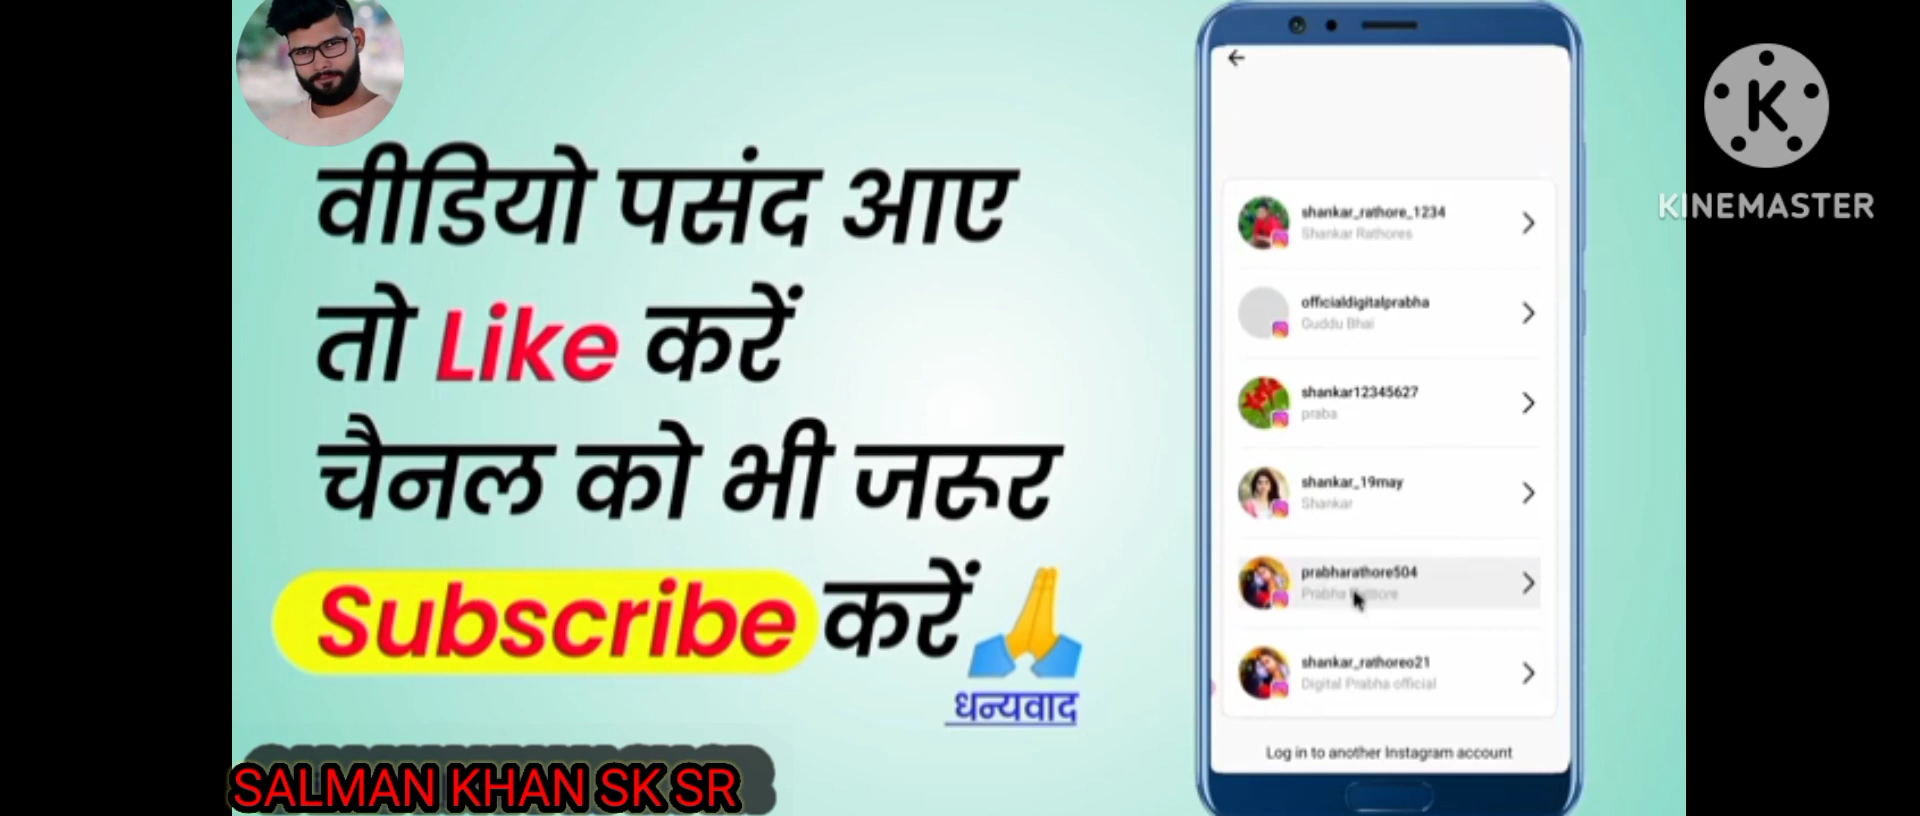 वीडियो पसंद आए
तो Like करें
चैनल को भी जरूर
Subscribe करें
धन्यवाद
SALMAN KHAN SK SR
shankar_rathore_1234
Shankar Rathores
officialdigitalprabha
Guddu Bhai
shankar12345627
praba
shankar_19may
Shankar
prabharathore504
Prabha
shankar_rathoreo21
Digital Prabha official
Log in to another Instagram account
K
KINEMASTER